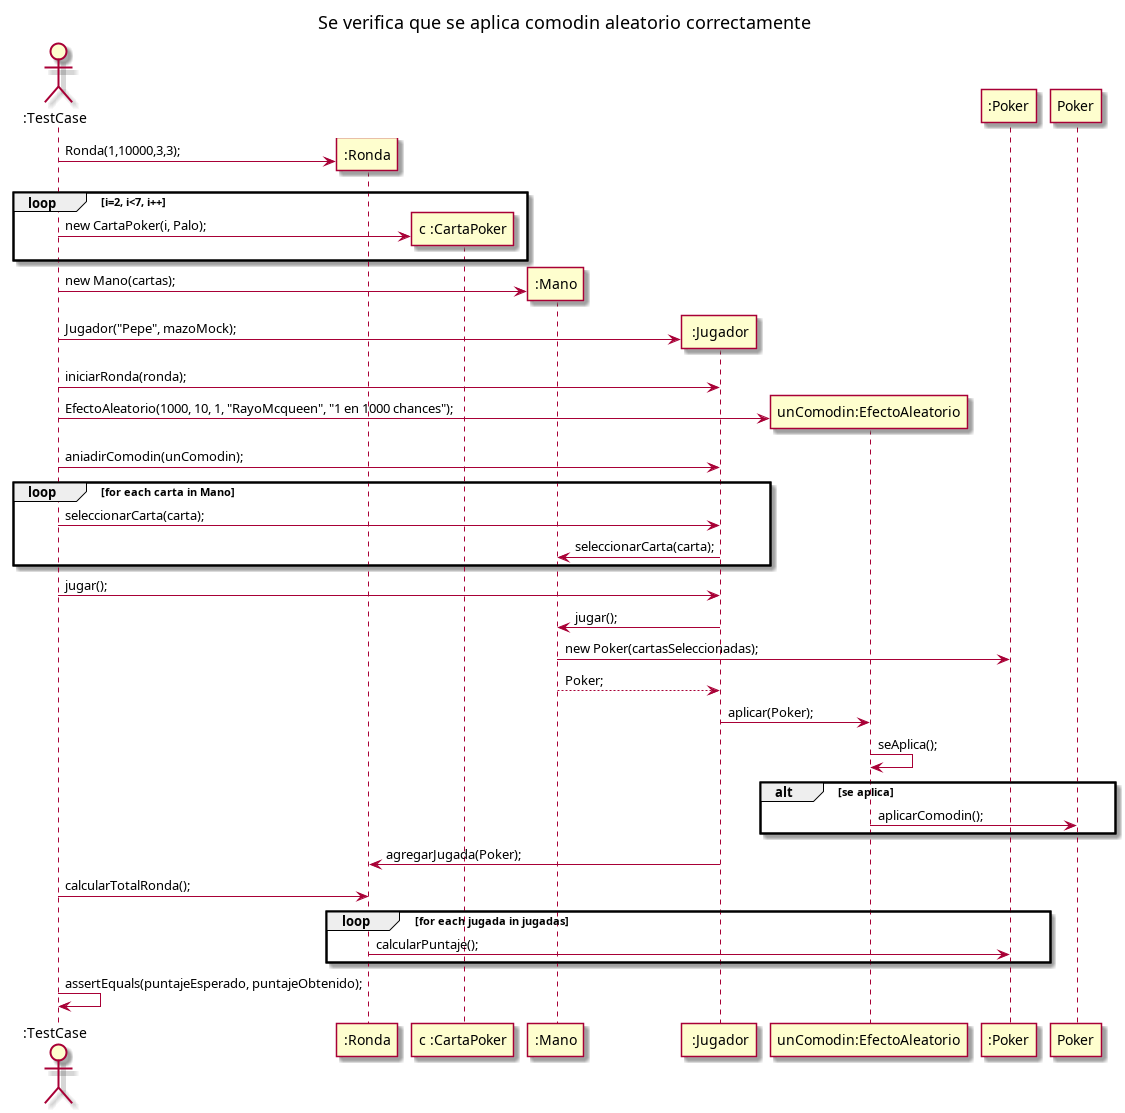 Se verifica que se aplica comodin aleatorio correctamente
:TestCase
:Poker
Poker
Ronda(1,10000,3,3);
:Ronda
loop [i=2, i<7, i++]
new CartaPoker(i, Palo);
c :CartaPoker
new Mano(cartas);
:Mano
Jugador("Pepe", mazoMock);
:Jugador
iniciarRonda(ronda);
EfectoAleatorio(1000, 10, 1, "RayoMcqueen", "1 en 1000 chances");
unComodin:EfectoAleatorio
aniadirComodin(unComodin);
loop [for each carta in Mano]
seleccionarCarta(carta);
seleccionarCarta(carta);
jugar();
jugar();
new Poker(cartasSeleccionadas);
Poker;
aplicar(Poker);
seAplica();
alt [se aplica]
aplicarComodin();
agregarJugada(Poker);
calcularTotalRonda();
loop [for each jugada in jugadas]
calcularPuntaje();
assertEquals(puntajeEsperado, puntajeObtenido);
:TestCase
:Ronda
c :CartaPoker
:Mano
:Jugador
unComodin:EfectoAleatorio
:Poker
Poker